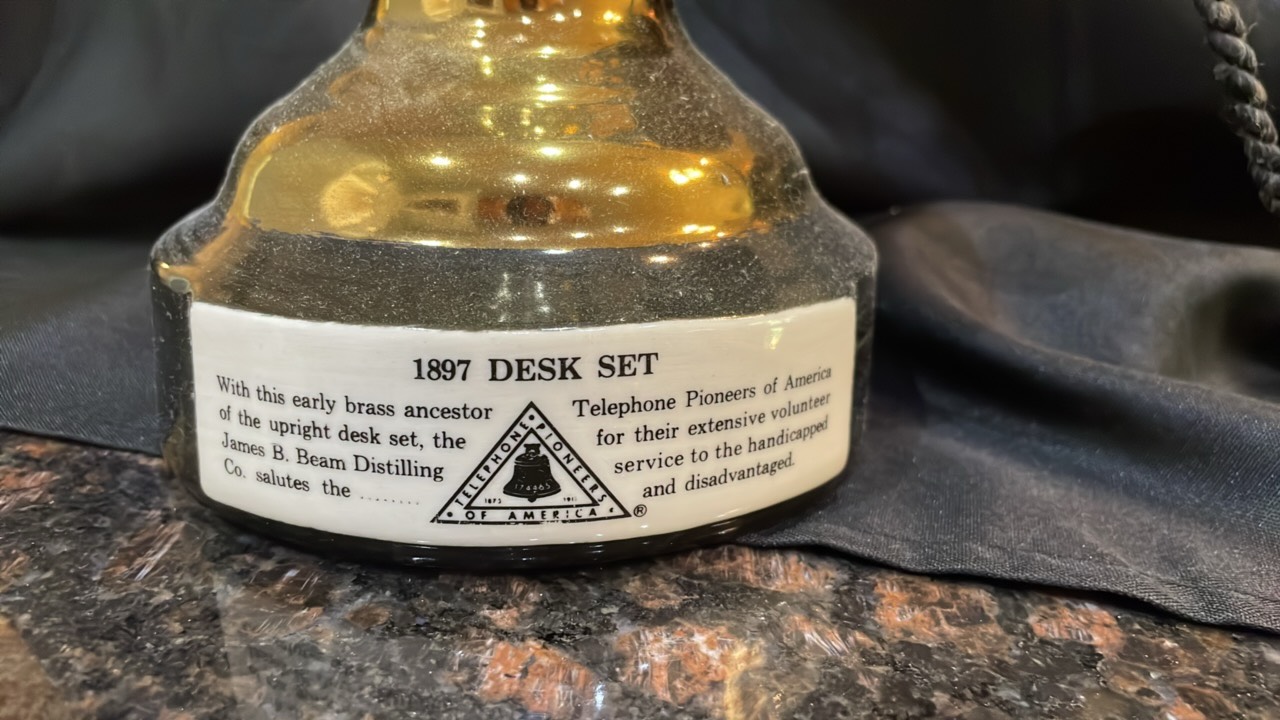 1897 DESK SET
With this early brass ancestor
of the upright desk set, the
James B. Beam Distilling
Co. salutes the ........
TELEPHONE • PIONEERS
• OF AMERICA •
1875 1911
®
Telephone Pioneers of America
for their extensive volunteer
service to the handicapped
and disadvantaged.